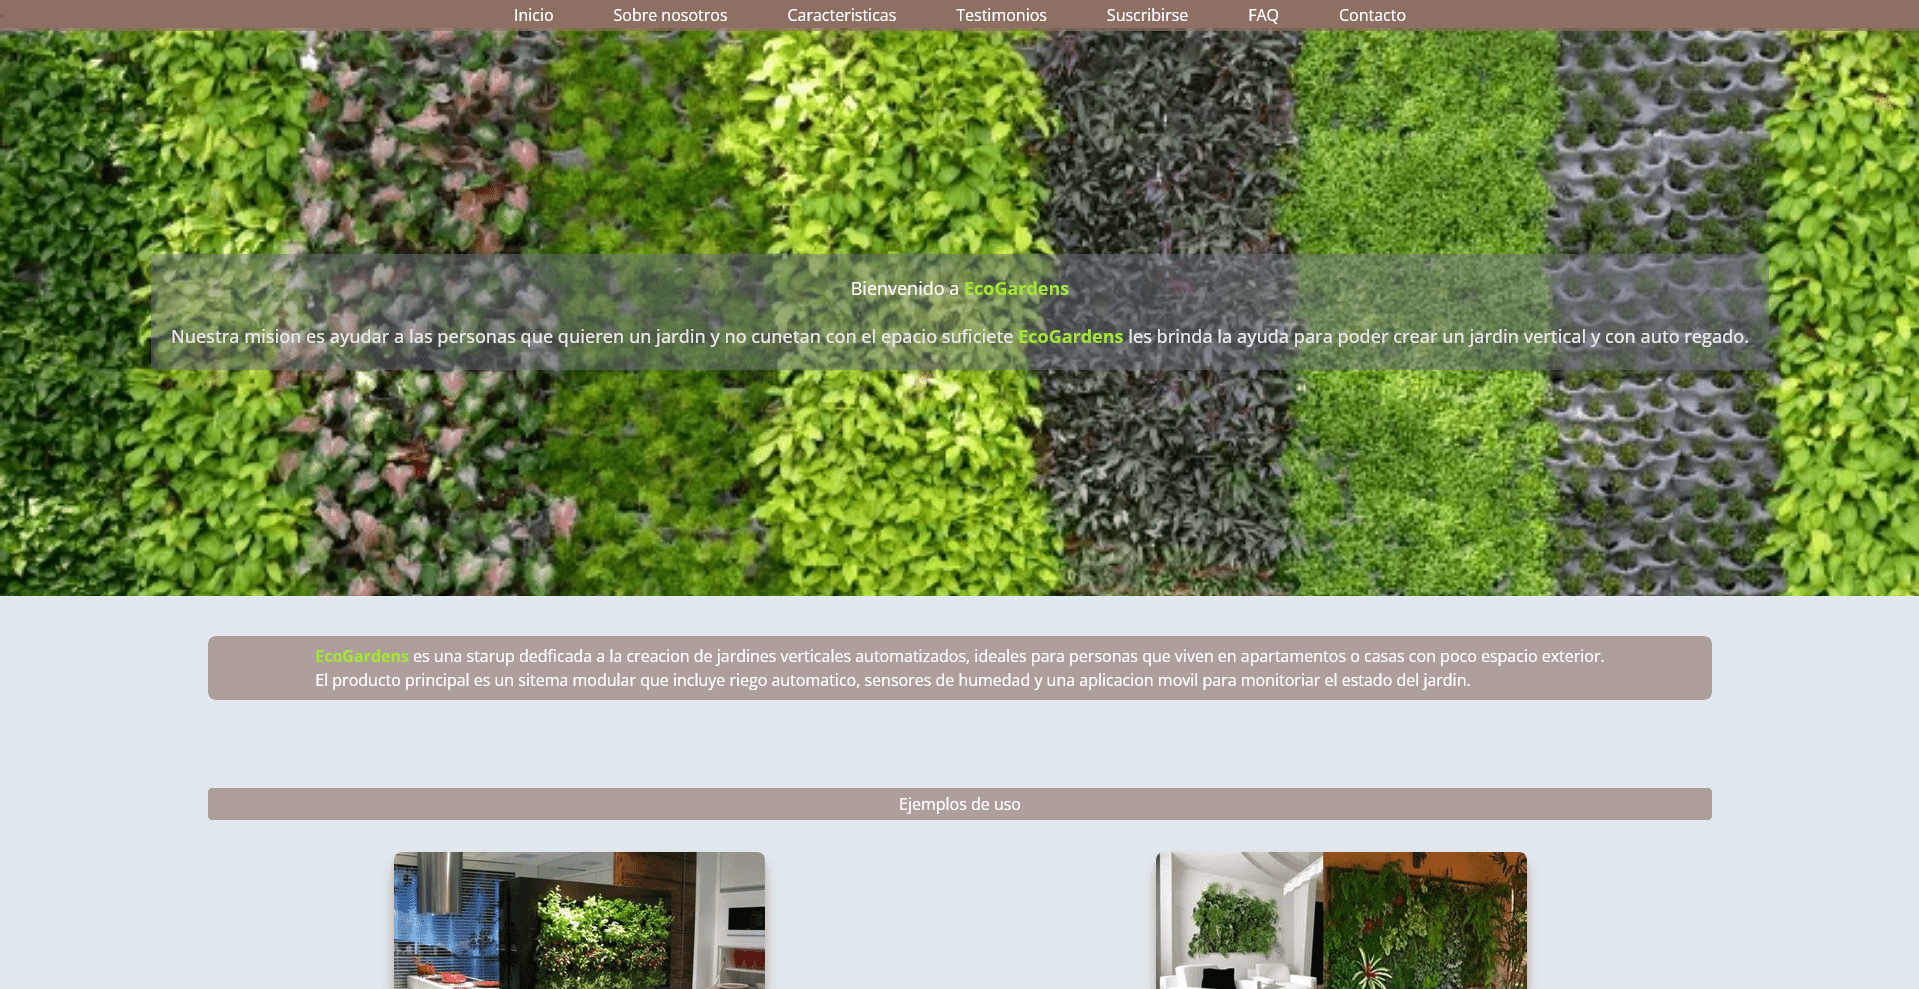 Inicio Sobre nosotros Caracteristicas Testimonios Suscribirse FAQ Contacto
Bienvenido a EcoGardens
Nuestra mision es ayudar a las personas que quieren un jardin y no cunetan con el epacio suficiete EcoGardens les brinda la ayuda para poder crear un jardin vertical y con auto regado.
EcoGardens es una starup dedficada a la creacion de jardines verticales automatizados, ideales para personas que viven en apartamentos o casas con poco espacio exterior.
El producto principal es un sitema modular que incluye riego automatico, sensores de humedad y una aplicacion movil para monitoriar el estado del jardin.
Ejemplos de uso